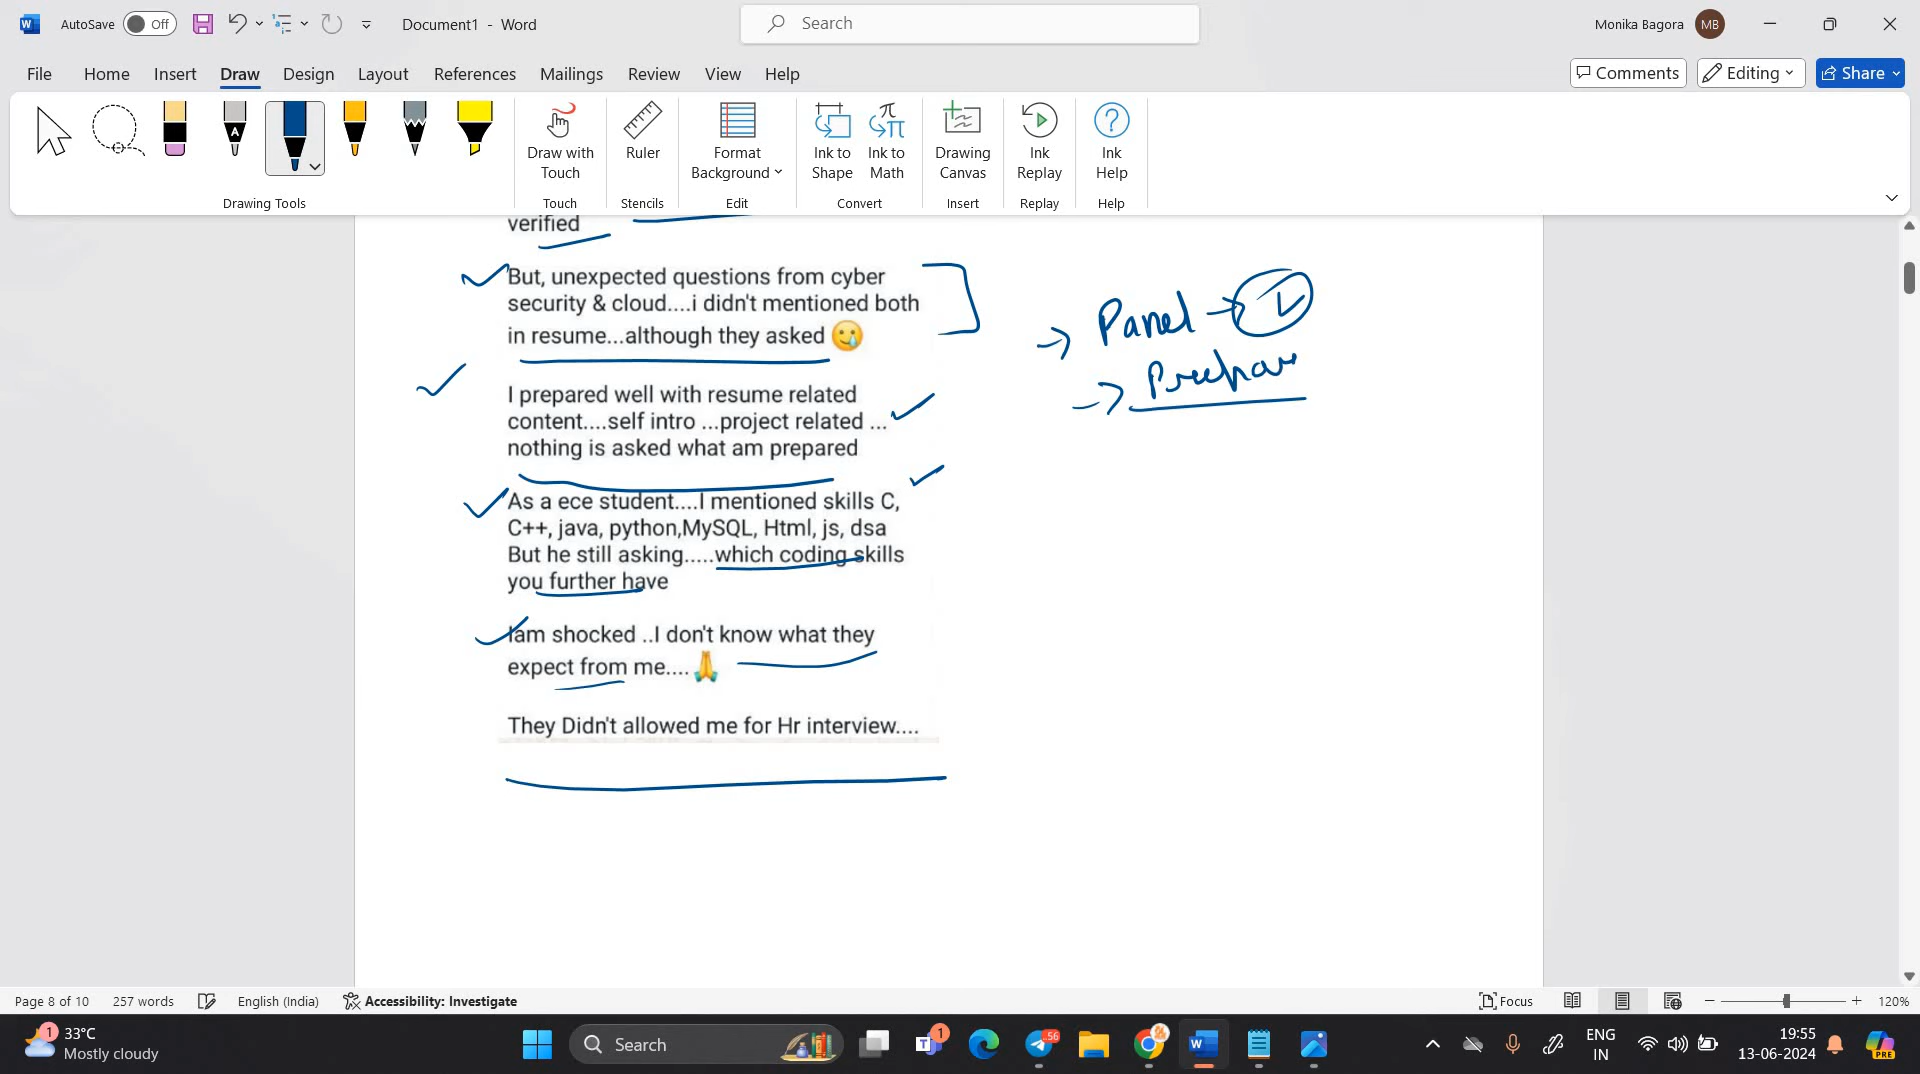 AutoSave Off Document1 - Word Search Monika Bagora MB
File Home Insert Draw Design Layout References Mailings Review View Help Comments Editing Share
A
Draw with Touch Ruler Format Background Ink to Shape Ink to Math Drawing Canvas Ink Replay Ink Help
Drawing Tools Touch Stencils Edit Convert Insert Replay Help
verified
But, unexpected questions from cyber
security & cloud....i didn't mentioned both
in resume...although they asked 🥲
I prepared well with resume related
content....self intro ...project related ...
nothing is asked what am prepared
As a ece student....I mentioned skills C,
C++, java, python,MySQL, Html, js, dsa
But he still asking.....which coding skills
you further have
Iam shocked ..I don't know what they
expect from me....🙏
They Didn't allowed me for Hr interview....
→ Panel →
→
Page 8 of 10 257 words English (India) Accessibility: Investigate Focus 120%
1 33°C
Mostly cloudy
Search
1
56
W
ENG
IN
19:55
13-06-2024
PRE